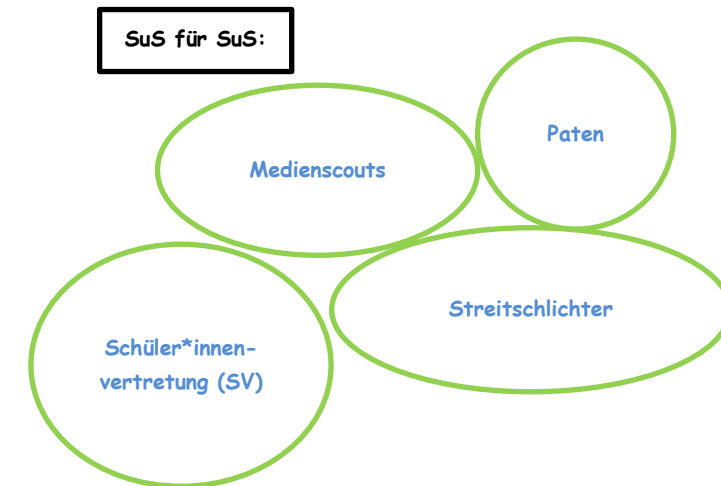 SuS für SuS:
Paten
Medienscouts
Streitschlichter
Schüler*innen-
vertretung (SV)